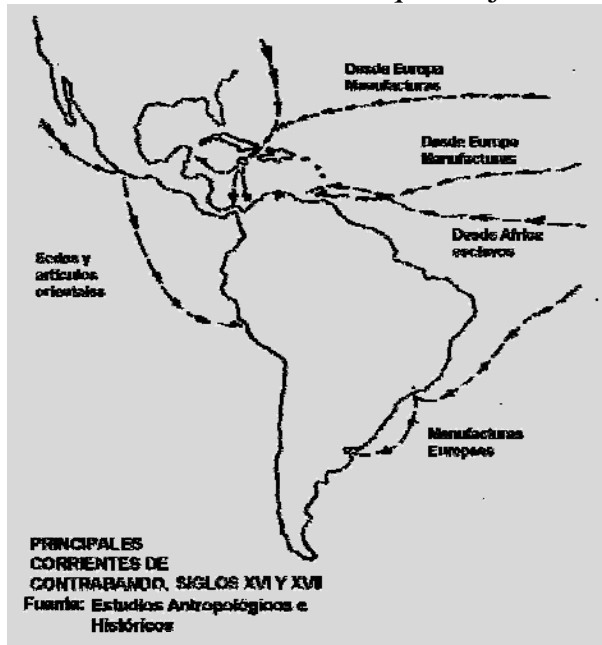 Desde Europa
Manufacturas
Desde Europa
Manufacturas
Desde Africa
esclavos
Sedas y
artículos
orientales
Manufacturas
Europeas
PRINCIPALES
CORRIENTES DE
CONTRABANDO, SIGLOS XVI Y XVII
Fuente: Estudios Antropológicos e
Históricos